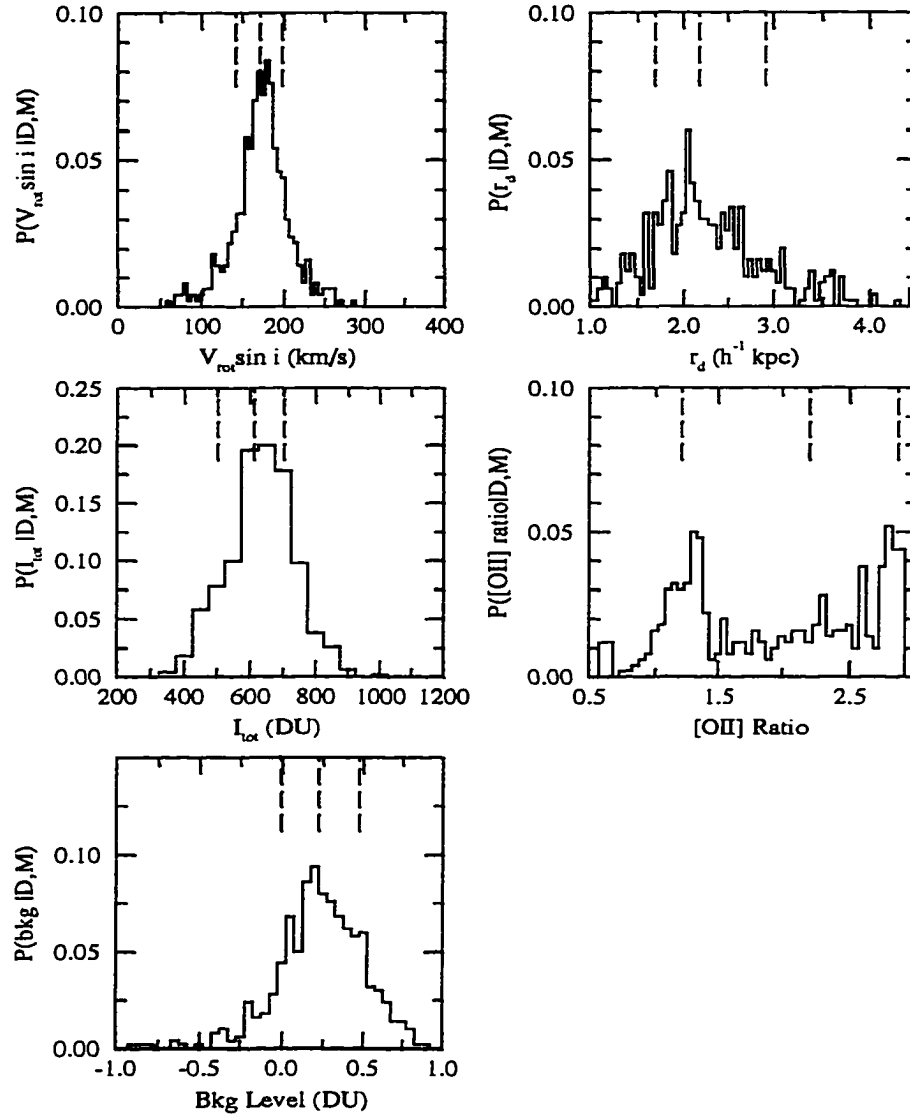 0.10
0.05
0.00
P(V_rot sin i |D,M)
0 100 200 300 400
V_rot sin i (km/s)
0.10
0.05
0.00
P(r_d |D,M)
1.0 2.0 3.0 4.0
r_d (h^-1 kpc)
0.25
0.20
0.15
0.10
0.05
0.00
P(I_tot |D,M)
200 400 600 800 1000 1200
I_tot (DU)
0.10
0.05
0.00
P([OII] ratio|D,M)
0.5 1.5 2.5
[OII] Ratio
0.10
0.05
0.00
P(bkg |D,M)
-1.0 -0.5 0.0 0.5 1.0
Bkg Level (DU)